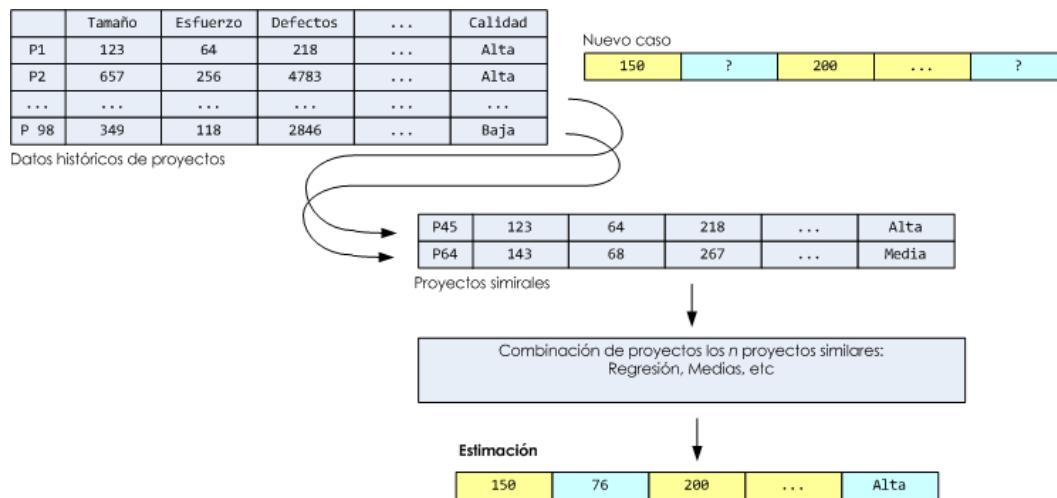 Tamaño Esfuerzo Defectos ... Calidad
P1 123 64 218 ... Alta
P2 657 256 4783 ... Alta
... ... ... ... ... ...
P 98 349 118 2846 ... Baja
Datos históricos de proyectos
Nuevo caso
150 ? 200 ... ?
P45 123 64 218 ... Alta
P64 143 68 267 ... Media
Proyectos simirales
Combinación de proyectos los n proyectos similares:
Regresión, Medias, etc
Estimación
150 76 200 ... Alta